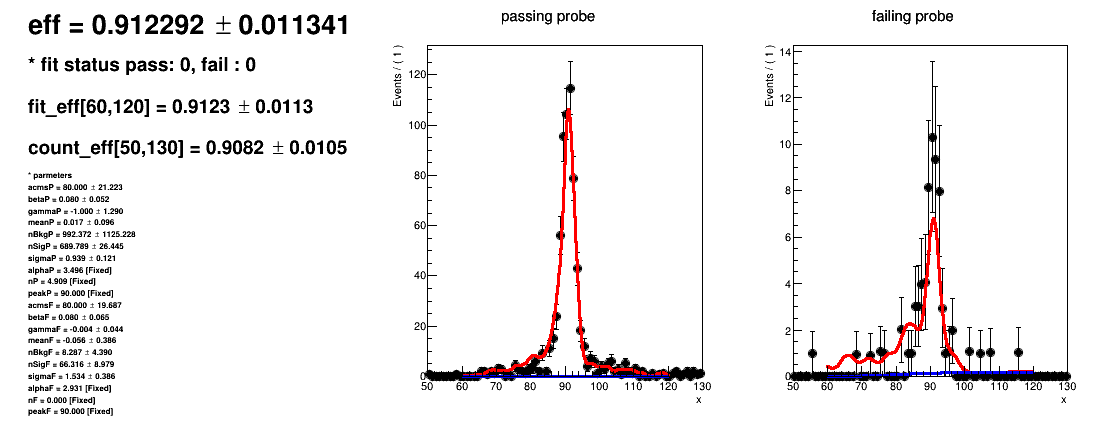 eff = 0.912292 ± 0.011341
* fit status pass: 0, fail : 0
fit_eff[60,120] = 0.9123 ± 0.0113
count_eff[50,130] = 0.9082 ± 0.0105
* parmeters
acmsP = 80.000 ± 21.223
betaP = 0.080 ± 0.052
gammaP = -1.000 ± 1.290
meanP = 0.017 ± 0.096
nBkgP = 992.372 ± 1125.228
nSigP = 689.789 ± 26.445
sigmaP = 0.939 ± 0.121
alphaP = 3.496 [Fixed]
nP = 4.909 [Fixed]
peakP = 90.000 [Fixed]
acmsF = 80.000 ± 19.687
betaF = 0.080 ± 0.065
gammaF = -0.004 ± 0.044
meanF = -0.056 ± 0.386
nBkgF = 8.287 ± 4.390
nSigF = 66.316 ± 8.979
sigmaF = 1.534 ± 0.386
alphaF = 2.931 [Fixed]
nF = 0.000 [Fixed]
peakF = 90.000 [Fixed]
passing probe
Events / ( 1 )
120
100
80
60
40
20
0
50 60 70 80 90 100 110 120 130
x
failing probe
Events / ( 1 )
14
12
10
8
6
4
2
0
50 60 70 80 90 100 110 120 130
x